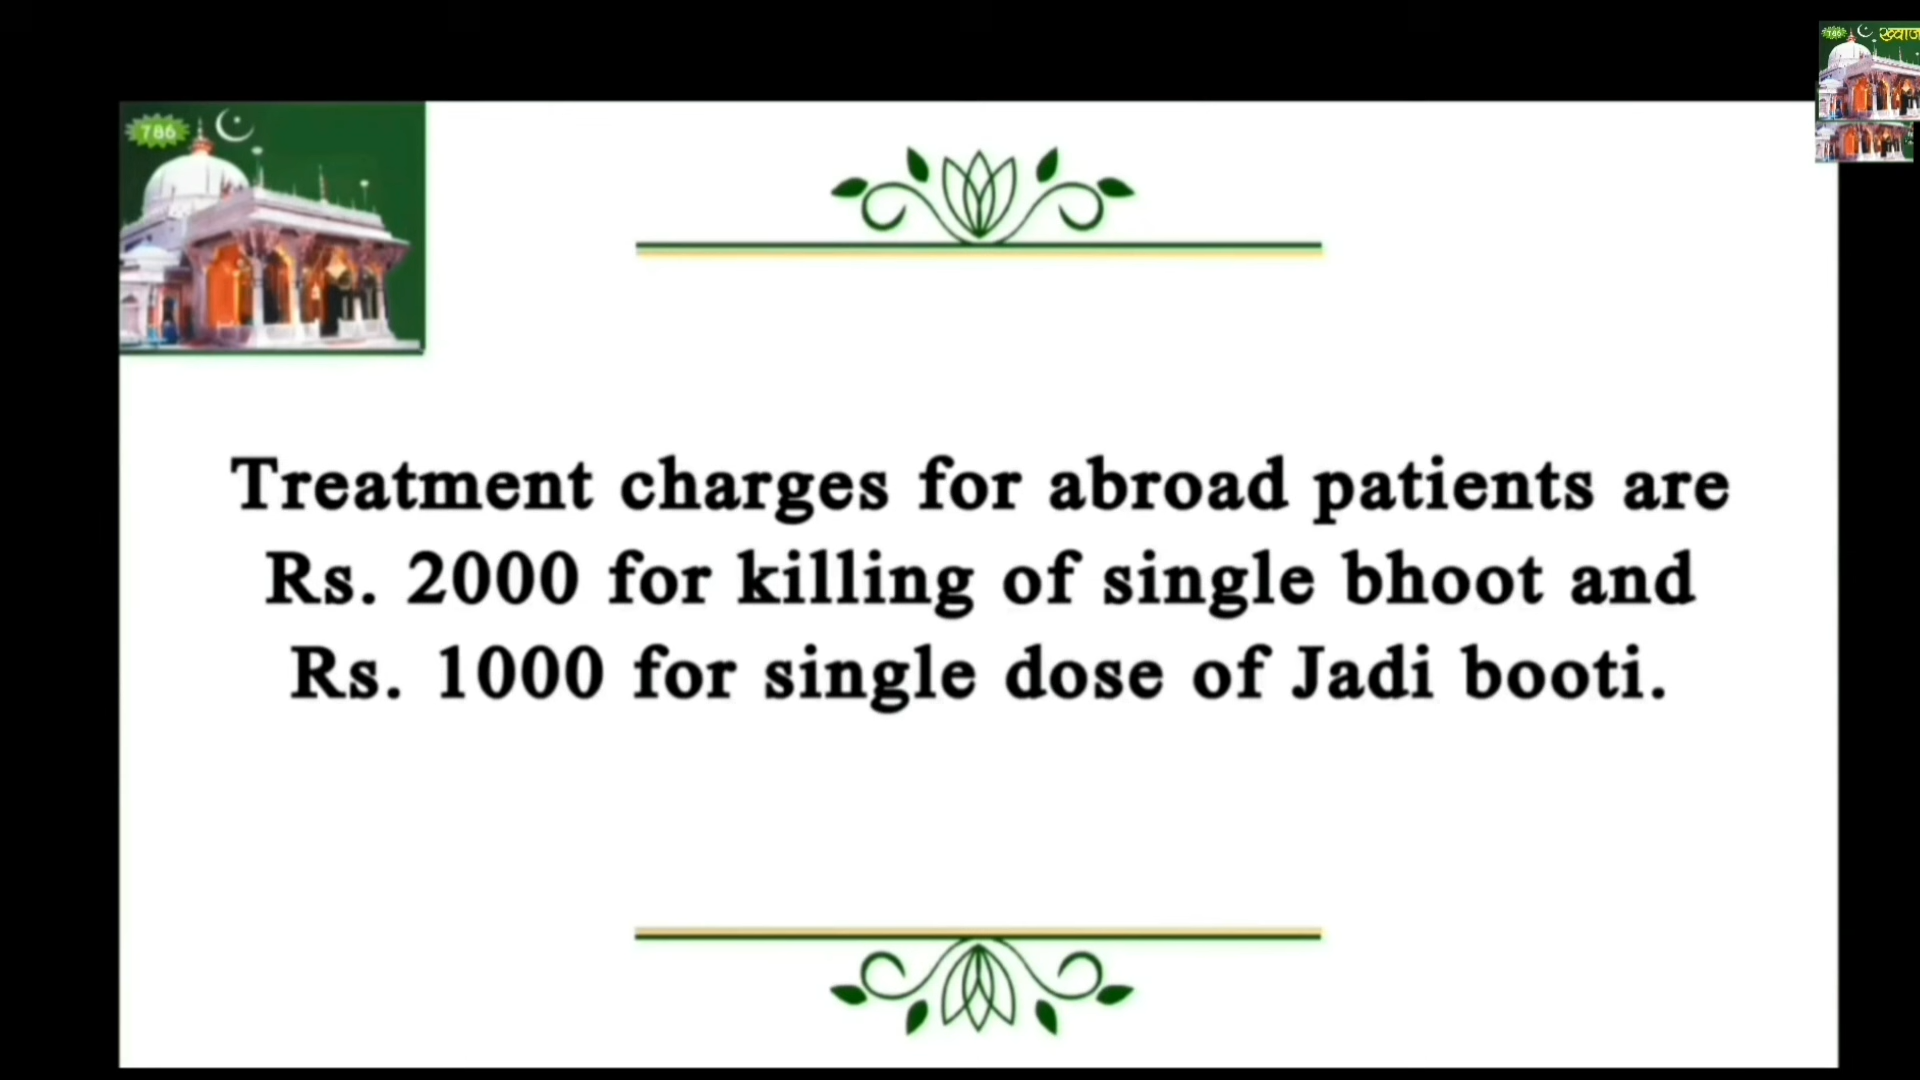 786
ख्वाज
786
Treatment charges for abroad patients are
Rs. 2000 for killing of single bhoot and
Rs. 1000 for single dose of Jadi booti.